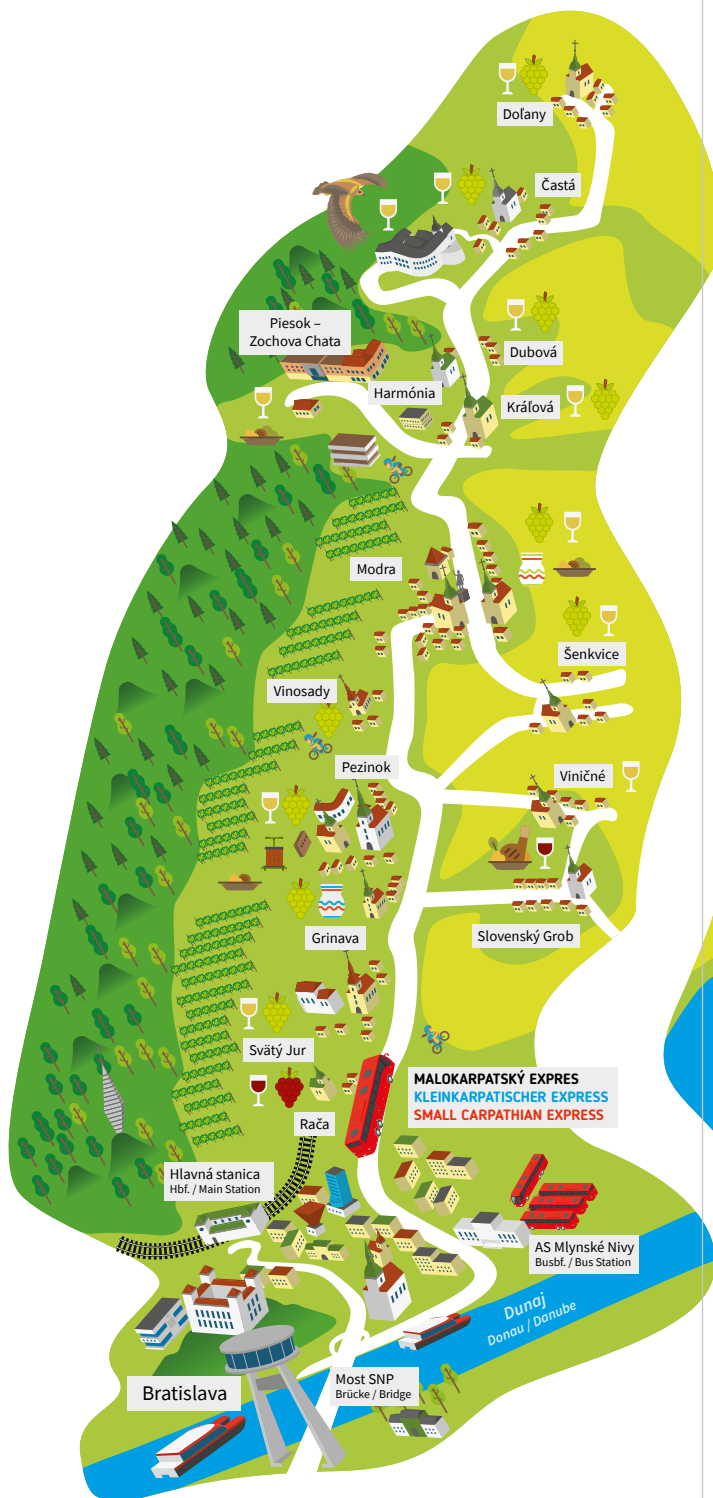 Doľany
Častá
Piesok –
Zochova Chata
Dubová
Harmónia
Kráľová
Modra
Šenkvice
Vinosady
Pezinok
Viničné
Grinava
Slovenský Grob
Svätý Jur
MALOKARPATSKÝ EXPRES
KLEINKARPATISCHER EXPRESS
SMALL CARPATHIAN EXPRESS
Rača
Hlavná stanica
Hbf. / Main Station
AS Mlynské Nivy
Busbf. / Bus Station
Dunaj
Donau / Danube
Most SNP
Brücke / Bridge
Bratislava